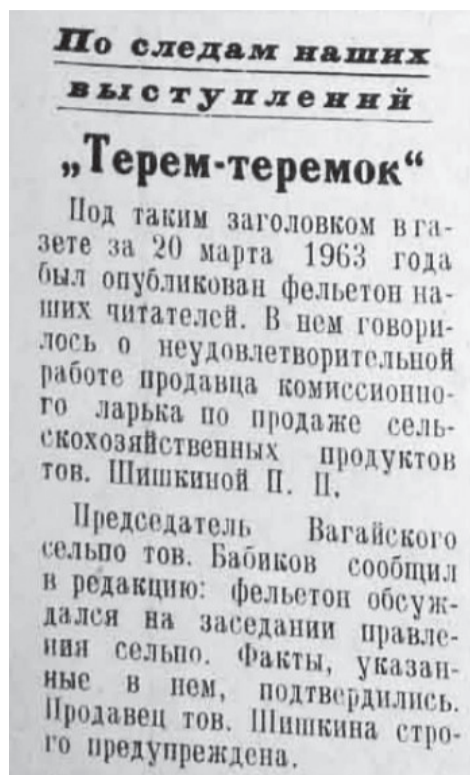 По следам наших
выступлений
„Терем-теремок“
Под таким заголовком в га-
зете за 20 марта 1963 года
был опубликован фельетон на-
ших читателей. В нем говори-
лось о неудовлетворительной
работе продавца комиссионно-
го ларька по продаже сель-
скохозяйственных продуктов
тов. Шишкиной П. П.
Председатель Вагайского
сельпо тов. Бабиков сообщил
в редакцию: фельетон обсуж-
дался на заседании правле-
ния сельпо. Факты, указан-
ные в нем, подтвердились.
Продавец тов. Шишкина стро-
го предупреждена.